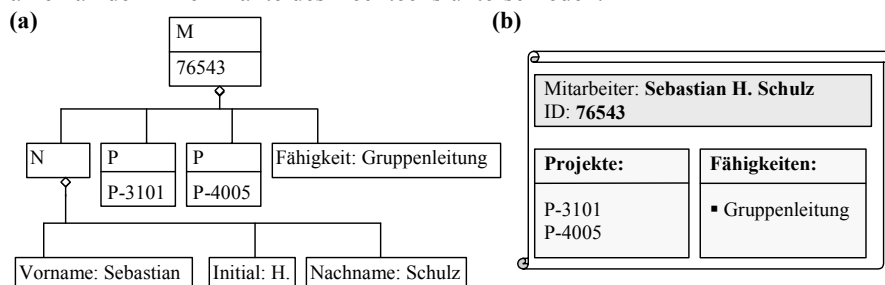 (a)
M
76543
N
P
P-3101
P
P-4005
Fähigkeit: Gruppenleitung
Vorname: Sebastian
Initial: H.
Nachname: Schulz
(b)
Mitarbeiter: Sebastian H. Schulz
ID: 76543
Projekte:
P-3101
P-4005
Fähigkeiten:
▪ Gruppenleitung